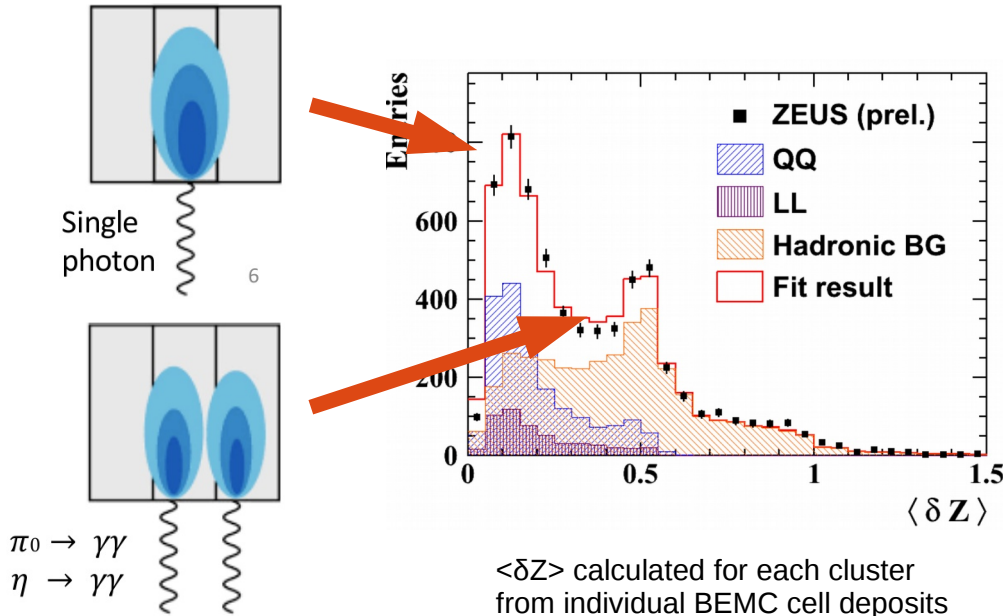 Single
photon
6
π₀ → γγ
η → γγ
Entries
600
400
200
0
0
0.5
1
1.5
⟨ δ Z ⟩
ZEUS (prel.)
QQ
LL
Hadronic BG
Fit result
<δZ> calculated for each cluster
from individual BEMC cell deposits